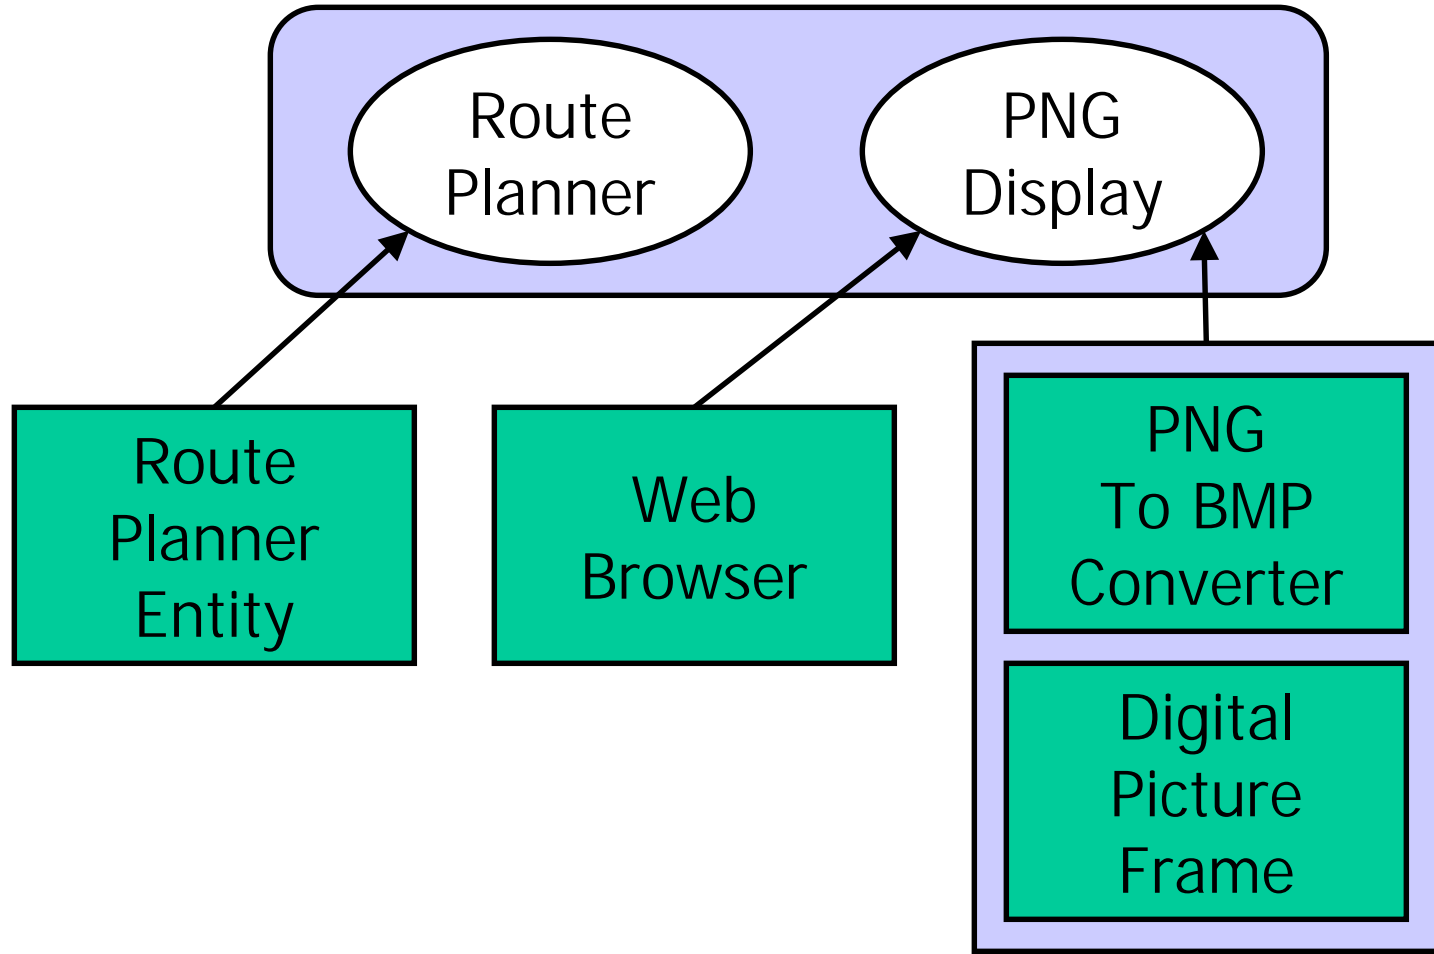 Route
Planner
PNG
Display
Route
Planner
Entity
Web
Browser
PNG
To BMP
Converter
Digital
Picture
Frame